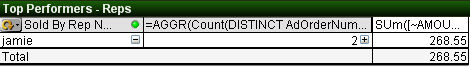 Top Performers - Reps
Sold By Rep N... =AGGR(Count(DISTINCT AdOrderNum... SUm([~AMOU...
jamie 2 268.55
Total 268.55